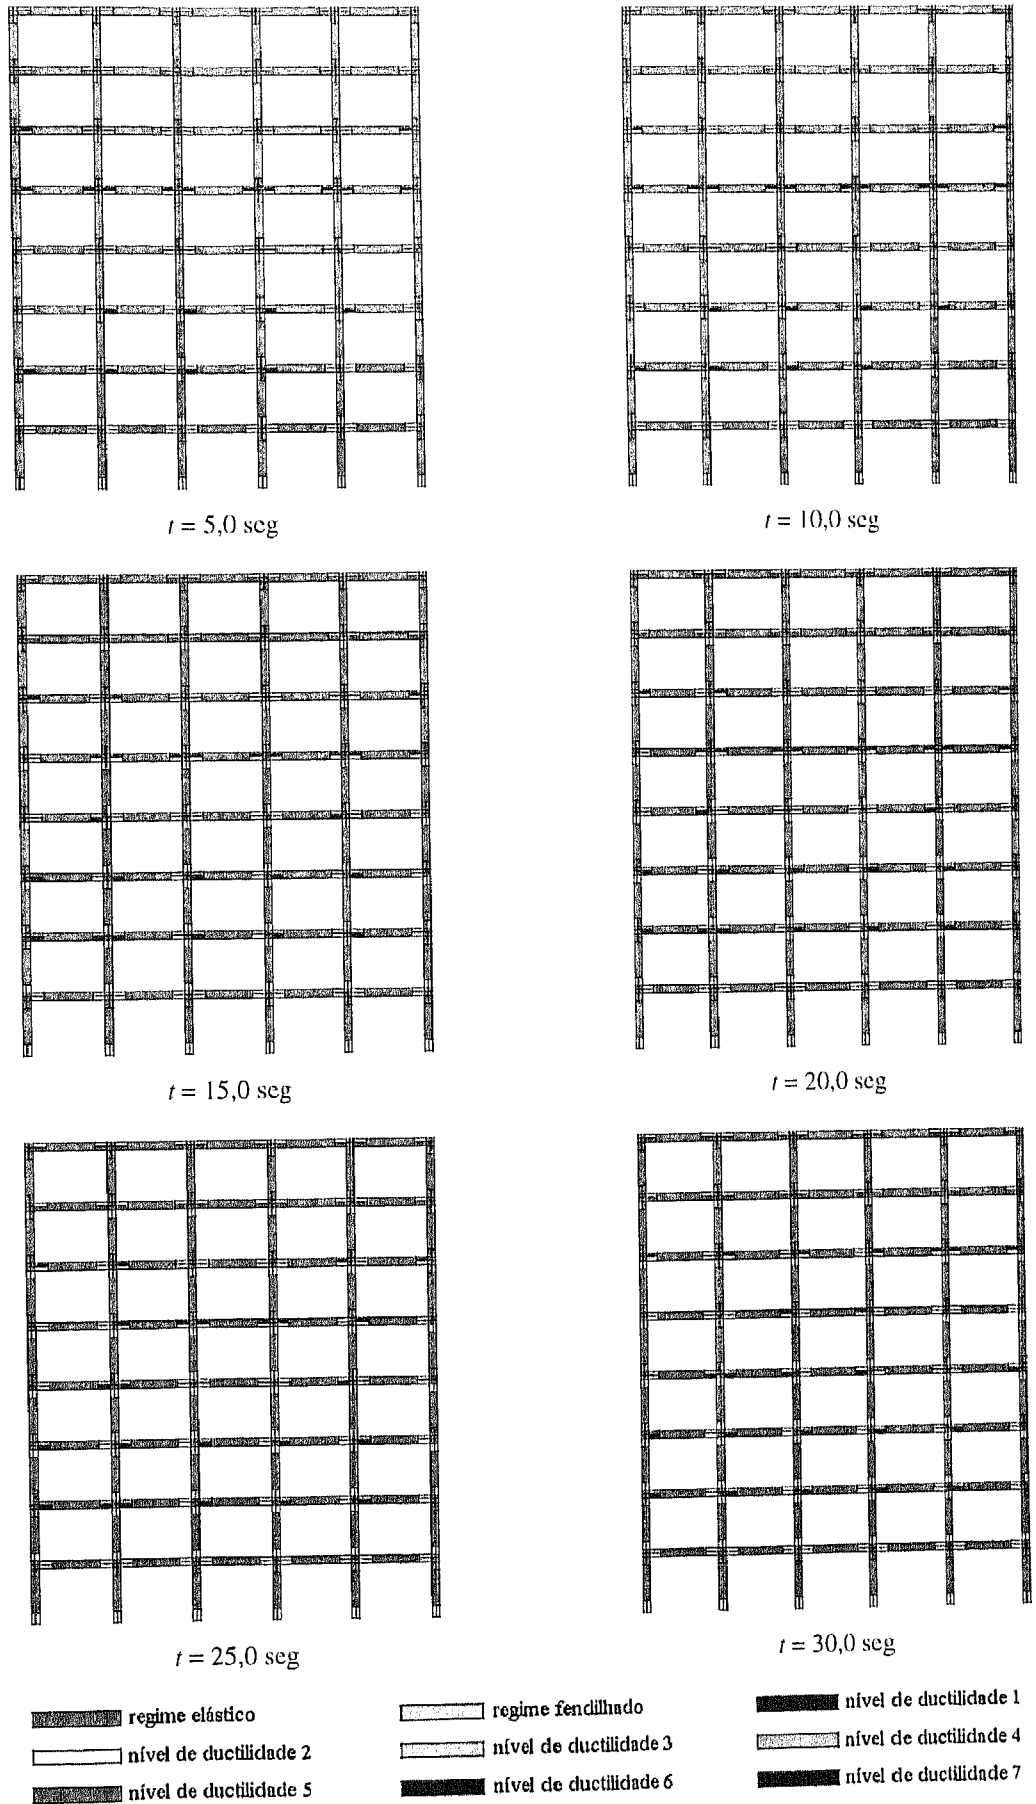 t = 5,0 seg
t = 10,0 seg
t = 15,0 seg
t = 20,0 seg
t = 25,0 seg
t = 30,0 seg
regime elástico
regime fendilhado
nível de ductilidade 1
nível de ductilidade 2
nível de ductilidade 3
nível de ductilidade 4
nível de ductilidade 5
nível de ductilidade 6
nível de ductilidade 7